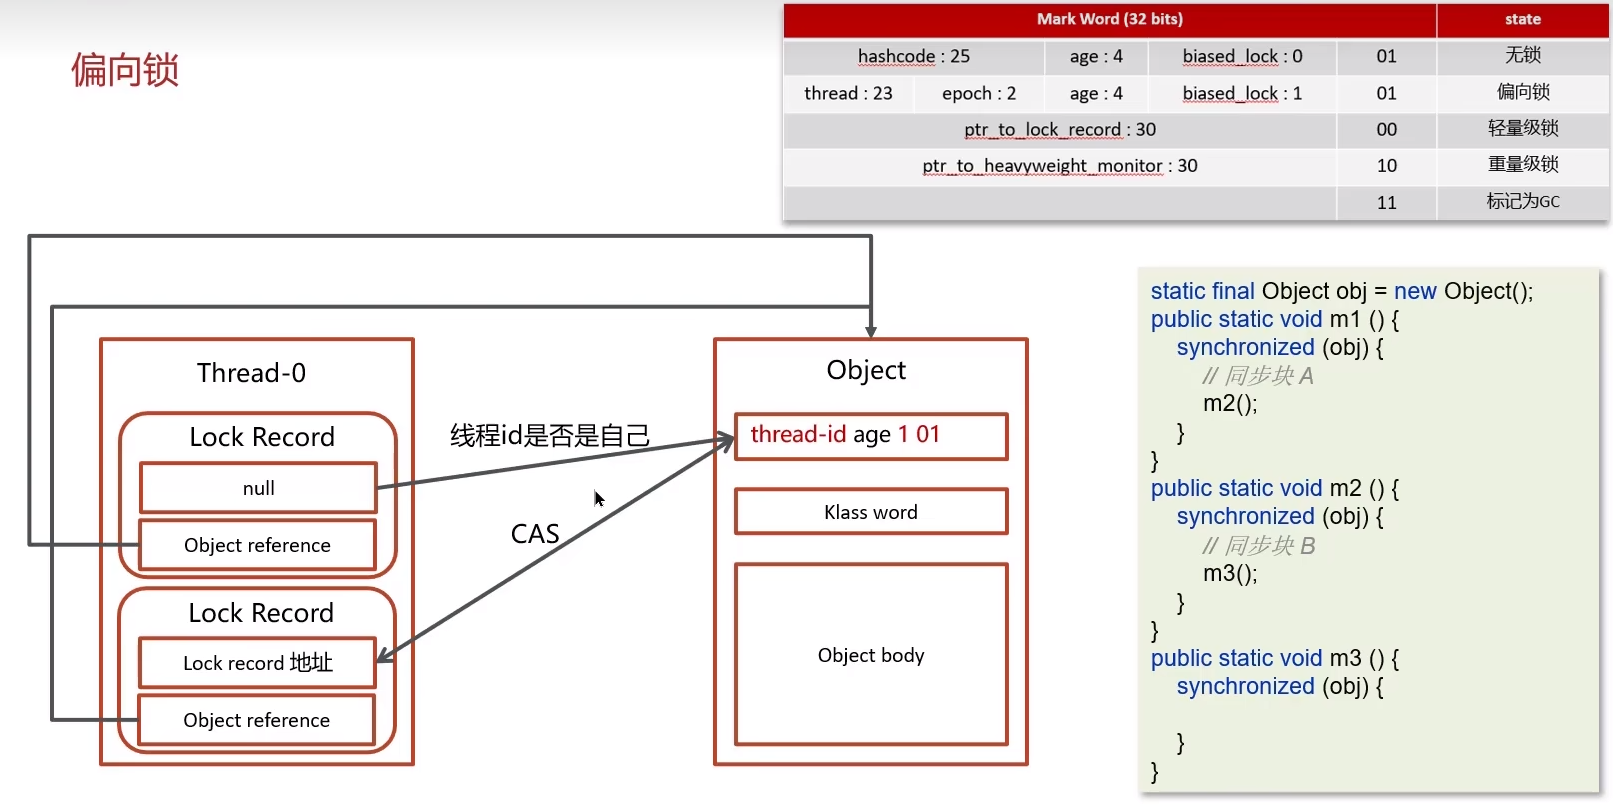 偏向锁
Mark Word (32 bits) state
hashcode : 25 age : 4 biased_lock : 0 01 无锁
thread : 23 epoch : 2 age : 4 biased_lock : 1 01 偏向锁
ptr_to_lock_record : 30 00 轻量级锁
ptr_to_heavyweight_monitor : 30 10 重量级锁
11 标记为GC
Thread-0
Lock Record
null
Object reference
Lock Record
Lock record 地址
Object reference
线程id是否是自己
CAS
Object
thread-id age 1 01
Klass word
Object body
static final Object obj = new Object();
public static void m1 () {
synchronized (obj) {
// 同步块 A
m2();
}
}
public static void m2 () {
synchronized (obj) {
// 同步块 B
m3();
}
}
public static void m3 () {
synchronized (obj) {
}
}